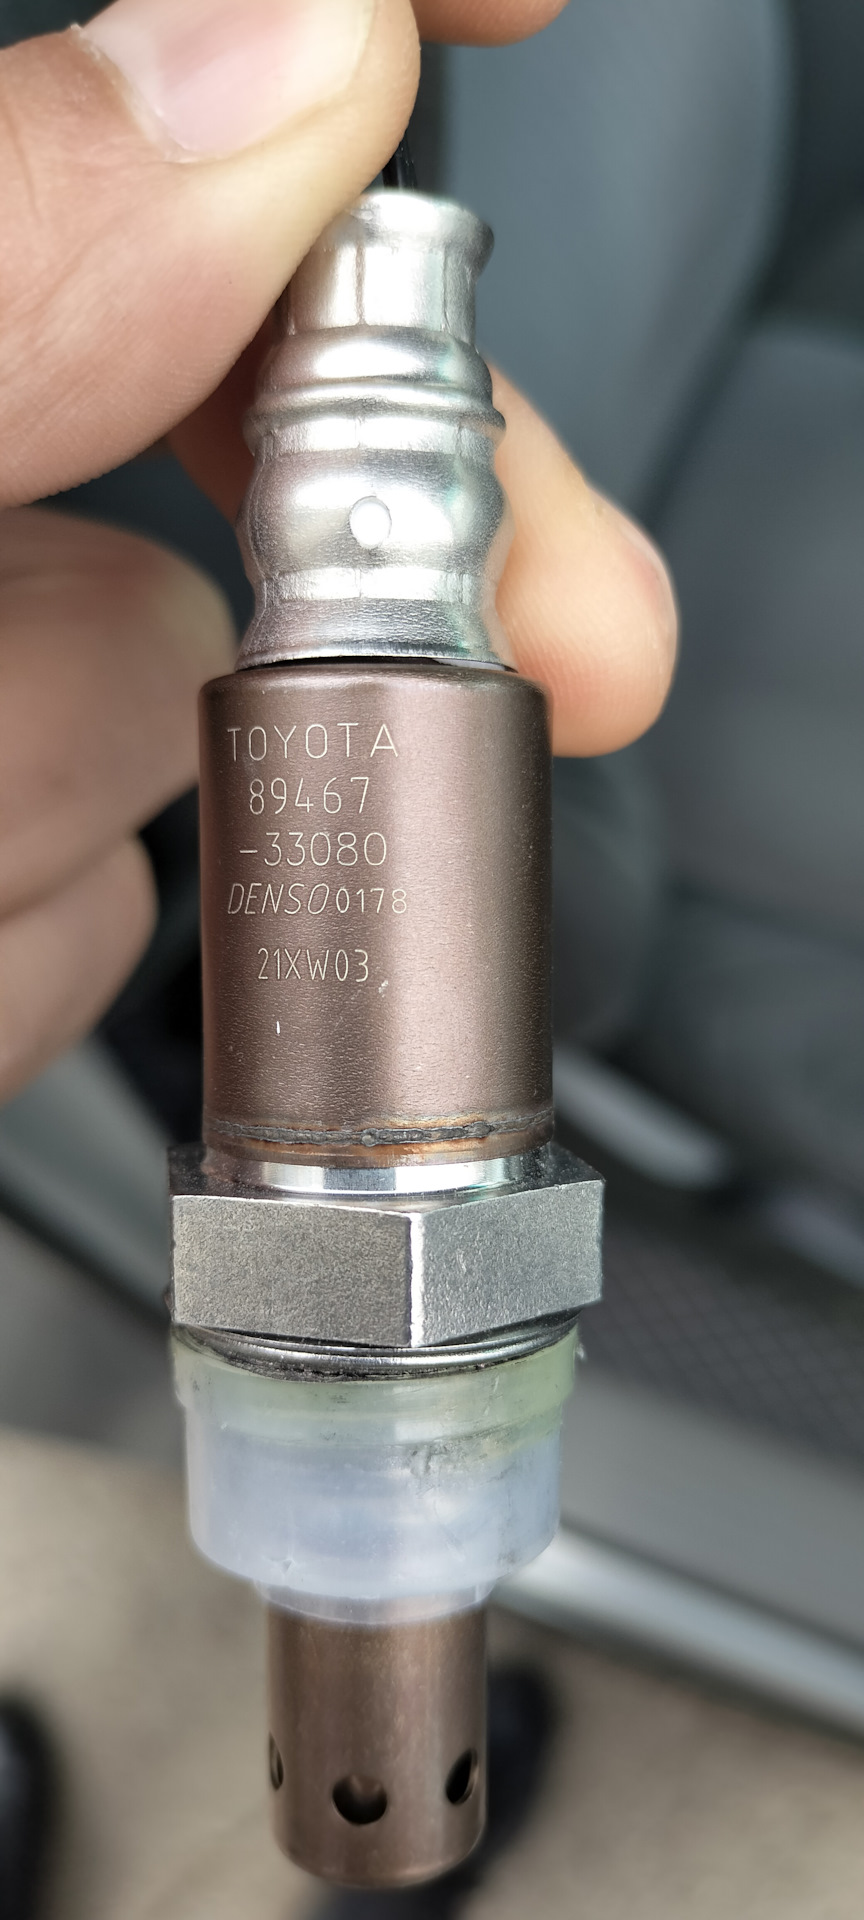 TOYOTA
89467
-33080
DENSO 0178
21XW03